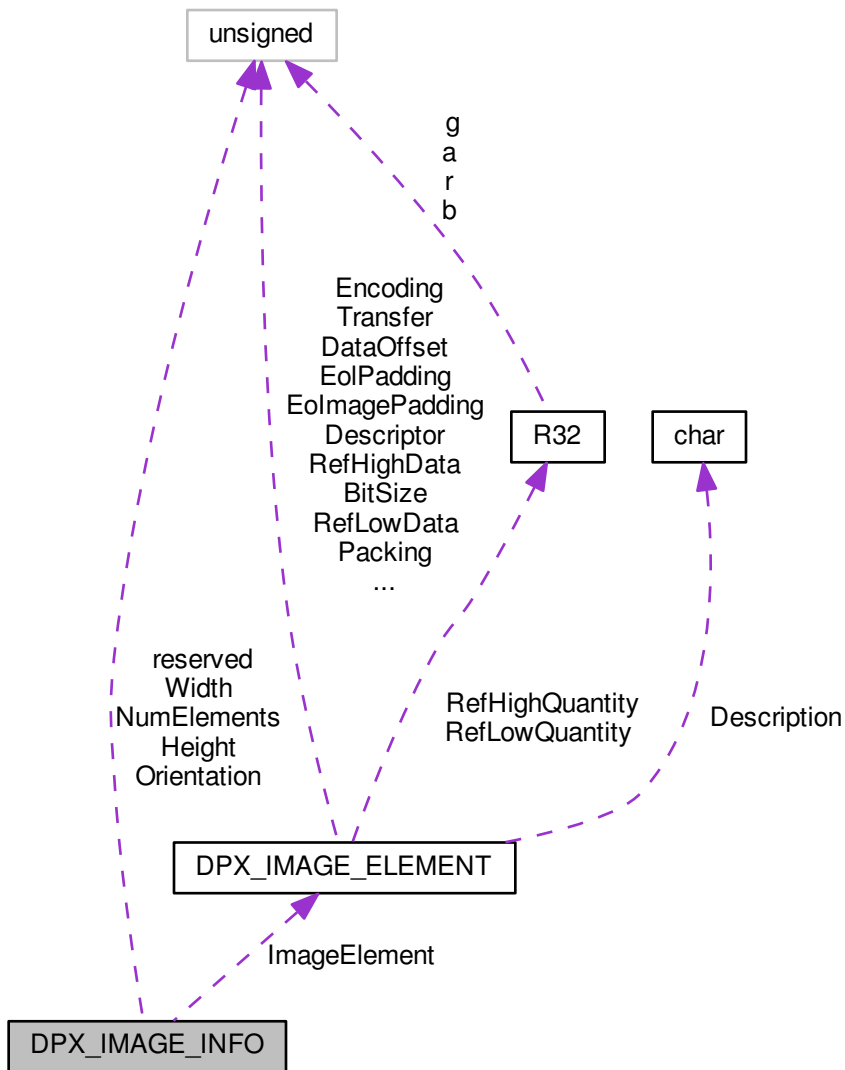 unsigned
g
a
r
b
Encoding
Transfer
DataOffset
EolPadding
EoImagePadding
Descriptor
RefHighData
BitSize
RefLowData
Packing
...
R32
char
reserved
Width
NumElements
Height
Orientation
RefHighQuantity
RefLowQuantity
Description
DPX_IMAGE_ELEMENT
ImageElement
DPX_IMAGE_INFO